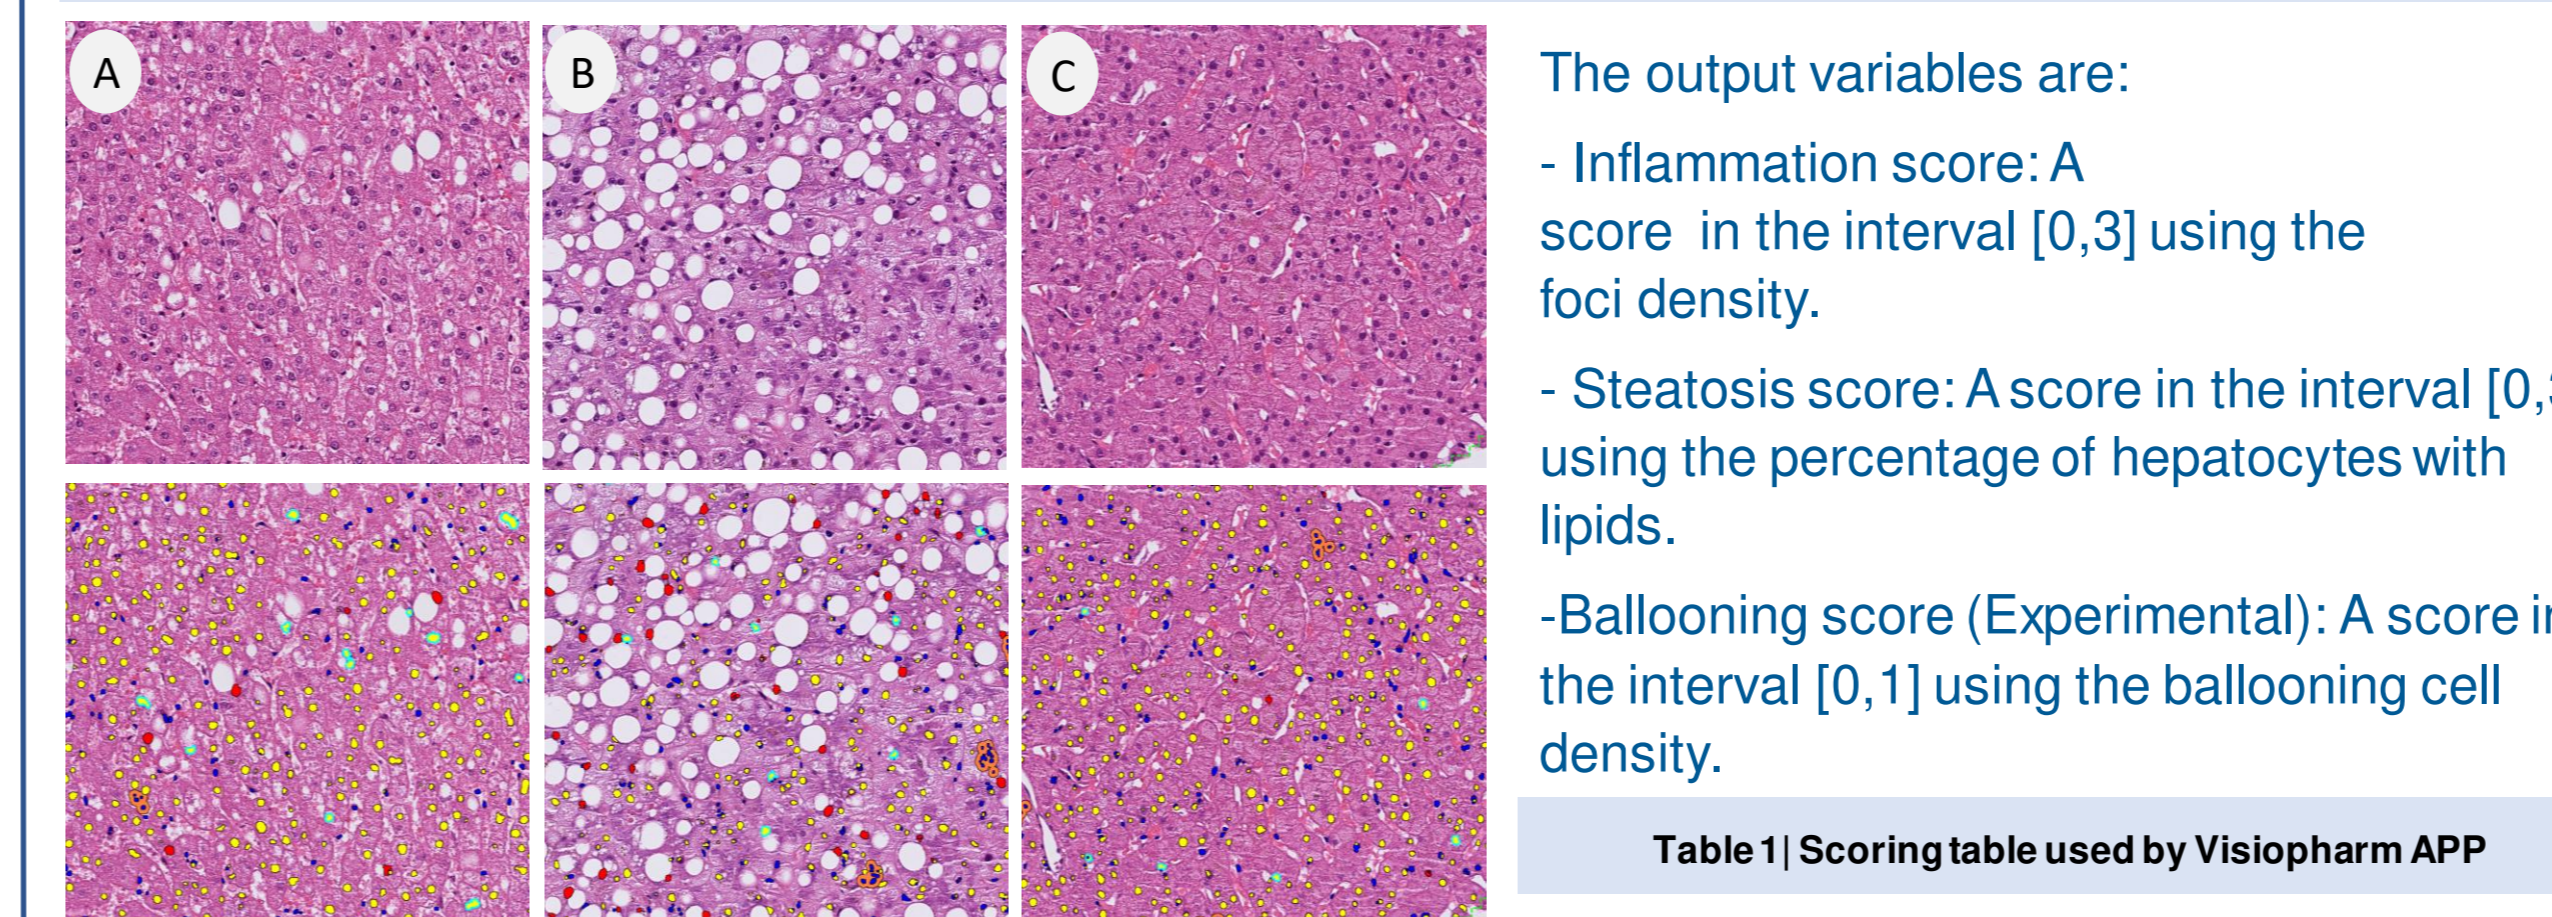 A
B
C
The output variables are:
- Inflammation score: A
score in the interval [0,3] using the
foci density.
- Steatosis score: A score in the interval [0,
using the percentage of hepatocytes with
lipids.
-Ballooning score (Experimental): A score in
the interval [0,1] using the ballooning cell
density.
Table 1| Scoring table used by Visiopharm APP